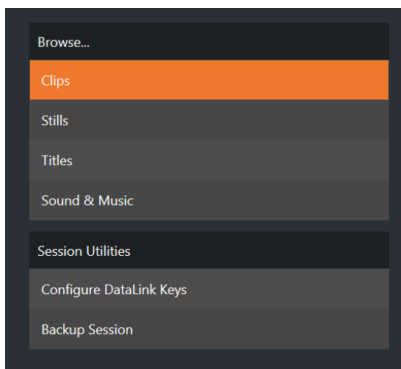 Browse...
Clips
Stills
Titles
Sound & Music
Session Utilities
Configure DataLink Keys
Backup Session